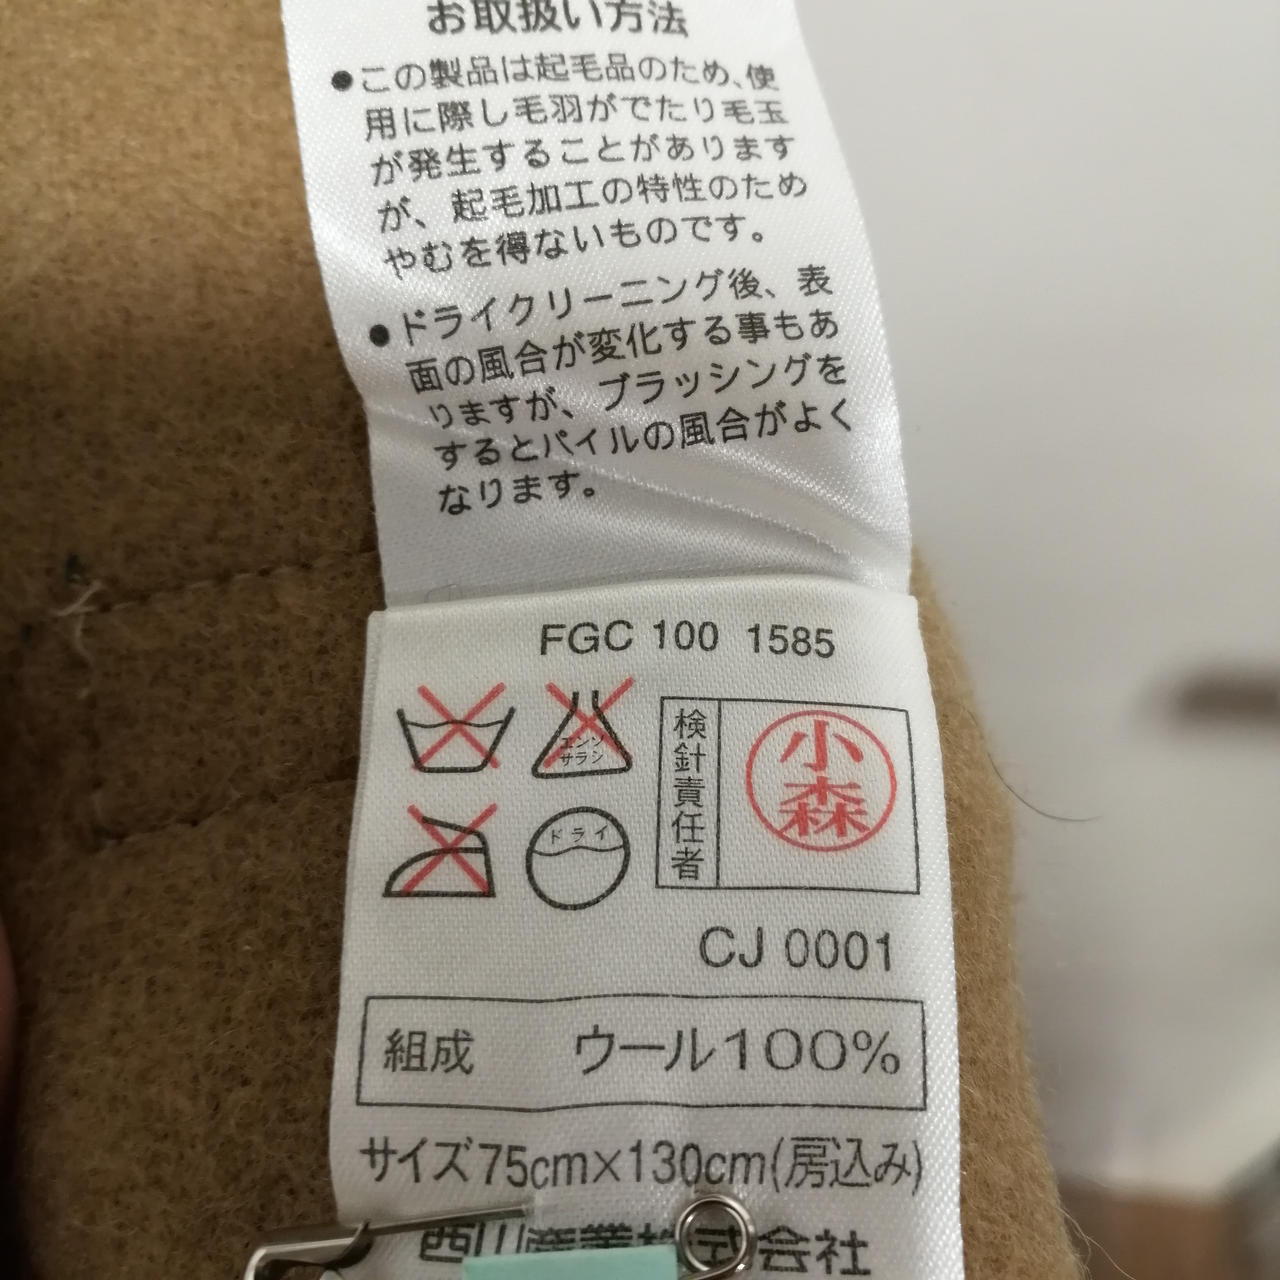 お取扱い方法
●この製品は起毛品のため、使
用に際し毛羽がでたり毛玉
が発生することがあります
が、起毛加工の特性のため
やむを得ないものです。
●ドライクリーニング後、表
面の風合が変化する事もあ
りますが、ブラッシングを
するとパイルの風合がよく
なります。
FGC 100 1585
エンソ
サラシ
ドライ
検針責任者
小森
CJ 0001
組成 ウール100%
サイズ75cm×130cm(房込み)
西川産業株式会社